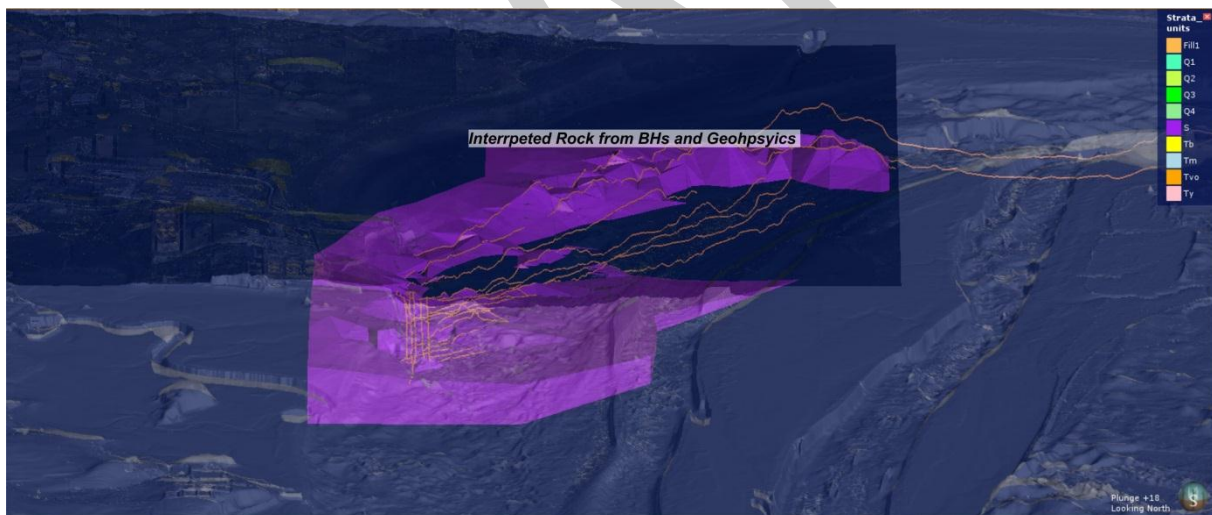 Strata_
units
Fill1
Q1
Q2
Q3
Q4
S
Tb
Tm
Tvo
Ty
Interrpeted Rock from BHs and Geohpsyics
Plunge +18
Looking North
S